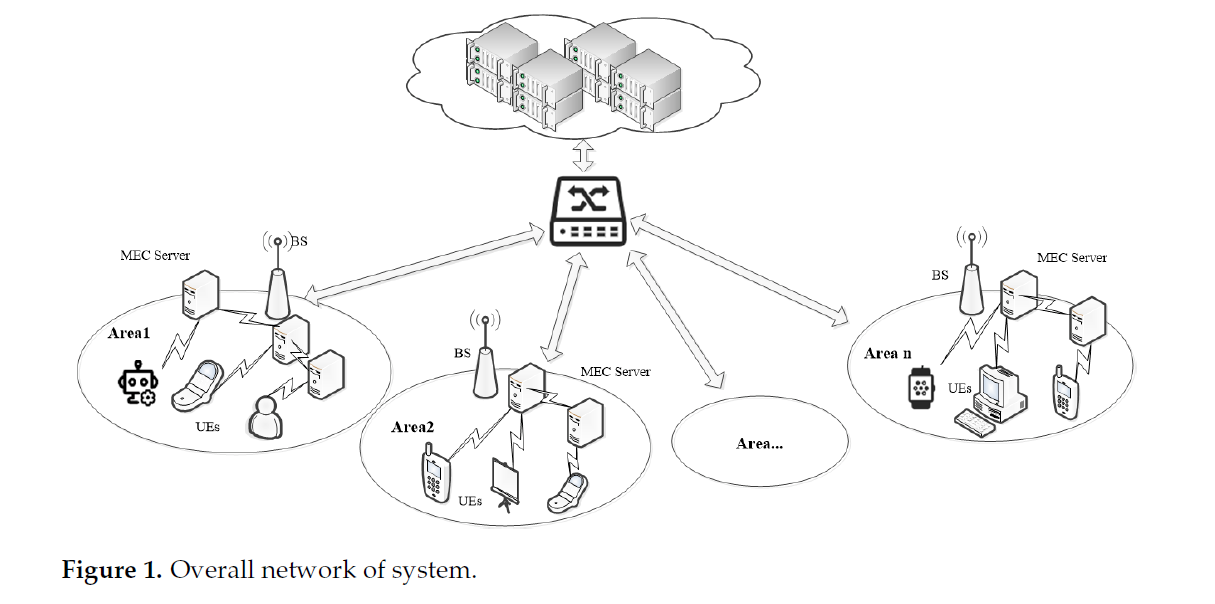 BS
MEC Server
Area1
UEs
BS
MEC Server
Area2
UEs
Area...
BS
MEC Server
Area n
UEs
Figure 1. Overall network of system.